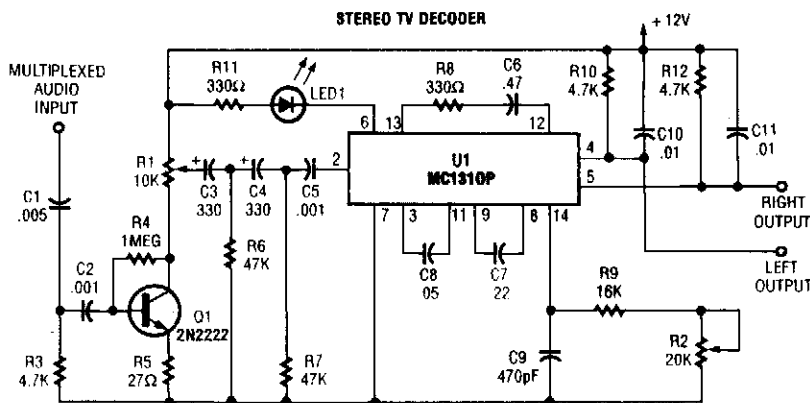 STEREO TV DECODER
+12V
MULTIPLEXED
AUDIO
INPUT
R11
330Ω
LED1
R8
330Ω
C6
.47
R10
4.7K
R12
4.7K
C10
.01
C11
.01
6
13
12
U1
MC1310P
2
4
5
7
3
11
9
8
14
R1
10K
C3
330
C4
330
C5
.001
C1
.005
R4
1MEG
C2
.001
R6
47K
Q1
2N2222
R3
4.7K
R5
27Ω
R7
47K
C8
05
C7
22
R9
16K
C9
470pF
R2
20K
RIGHT
OUTPUT
LEFT
OUTPUT
+
+